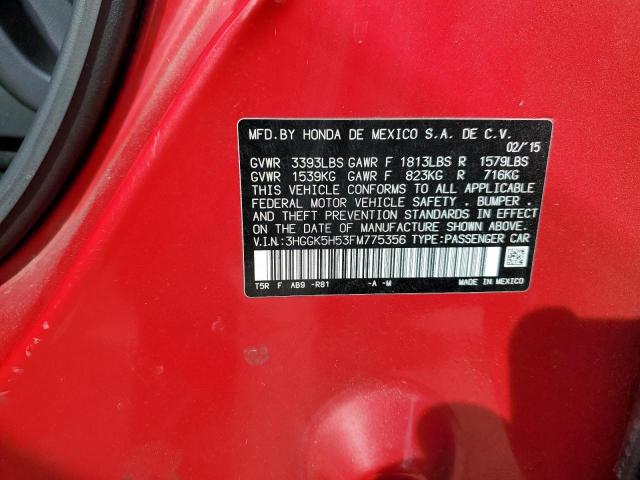 MFD.BY HONDA DE MEXICO S.A. DE C.V.
02/'15
GVWR 3393LBS GAWR F 1813LBS R 1579LBS
GVWR 1539KG GAWR F 823KG R 716KG
THIS VEHICLE CONFORMS TO ALL APPLICABLE
FEDERAL MOTOR VEHICLE SAFETY . BUMPER .
AND THEFT PREVENTION STANDARDS IN EFFECT
ON THE DATE OF MANUFACTURE SHOWN ABOVE.
V.I.N.:3HGGK5H53FM775356 TYPE:PASSENGER CAR
T5R F AB9 -R81 -A -M MADE IN MEXICO